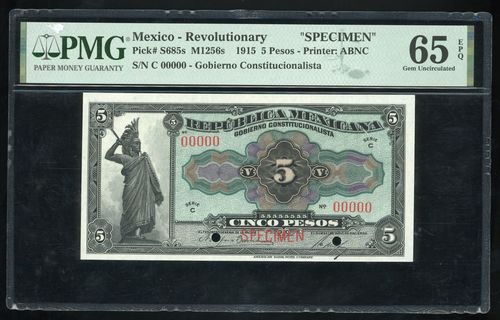 PMG
PAPER MONEY GUARANTY
Mexico - Revolutionary "SPECIMEN"
Pick# S685s M1256s 1915 5 Pesos - Printer: ABNC
S/N C 00000 - Gobierno Constitucionalista
65 EPQ
Gem Uncirculated
5 5 5
REPÚBLICA MEXICANA
GOBIERNO CONSTITUCIONALISTA
No 00000
SERIE C
V 5 V
SERIE C
No 00000
CINCO PESOS
5 SPECIMEN 5
AMERICAN BANK NOTE COMPANY